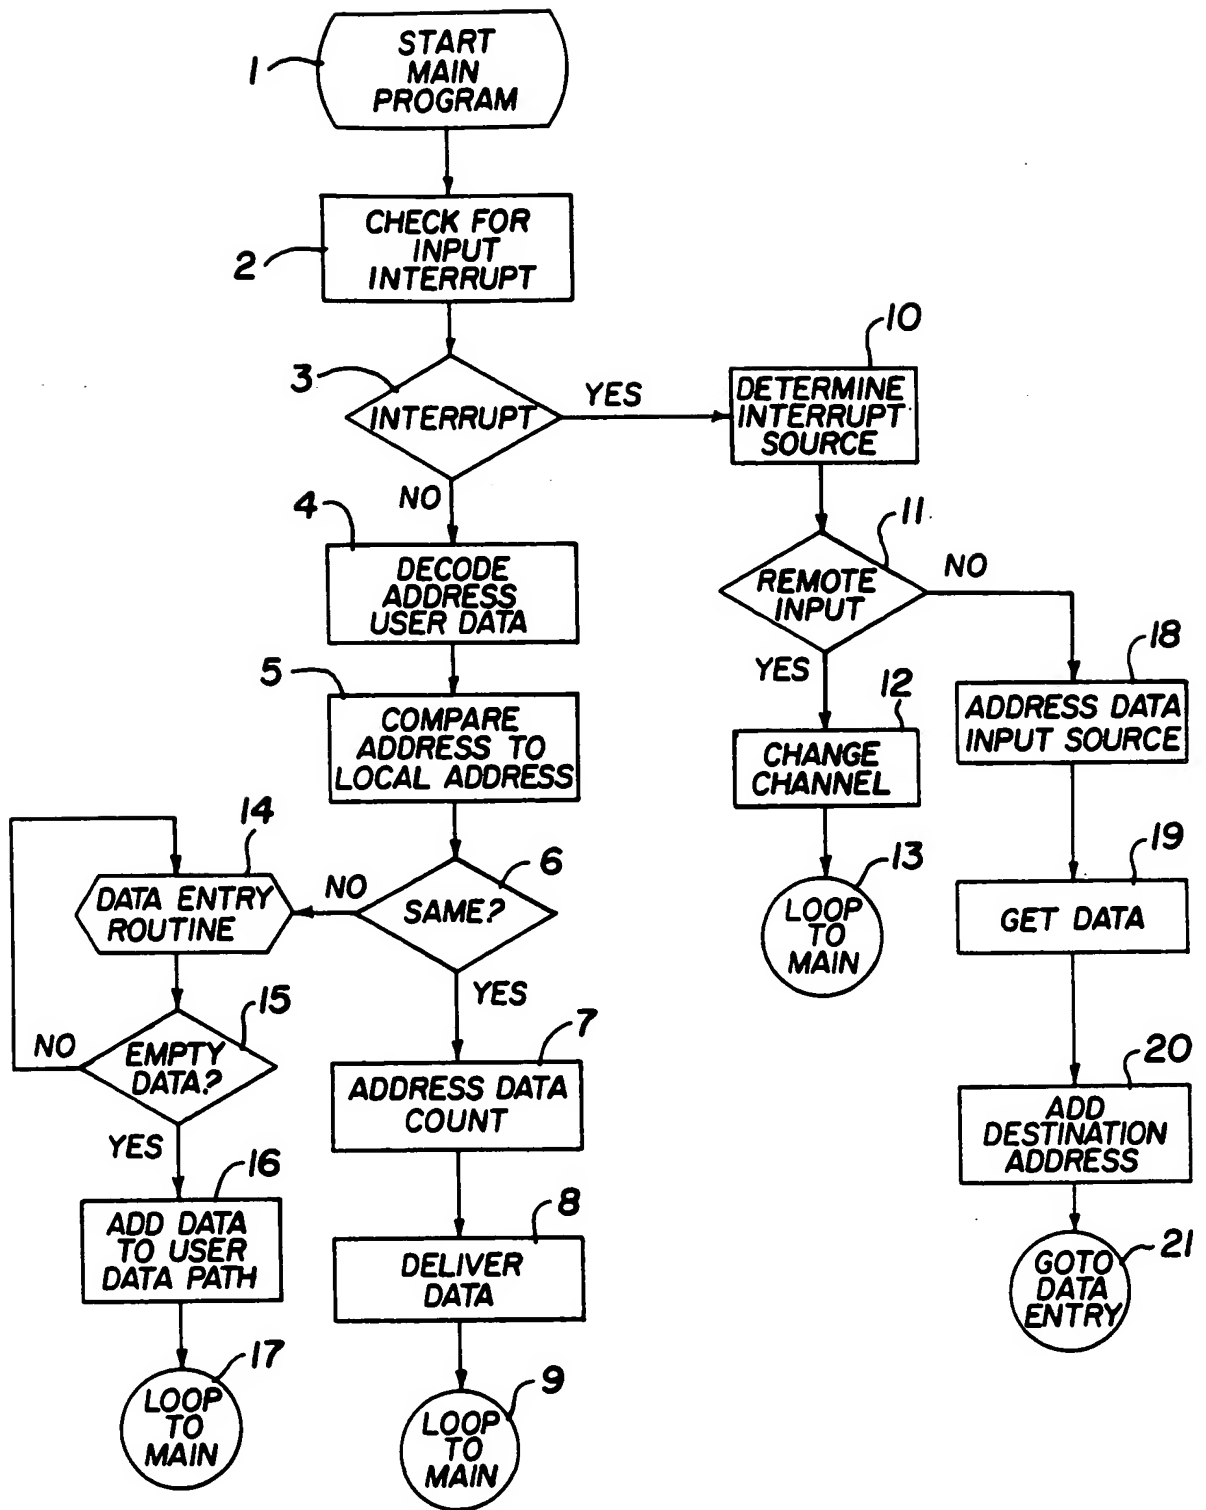 1
START
MAIN
PROGRAM
2
CHECK FOR
INPUT
INTERRUPT
3
INTERRUPT
YES
NO
10
DETERMINE
INTERRUPT
SOURCE
4
DECODE
ADDRESS
USER DATA
11
REMOTE
INPUT
NO
YES
5
COMPARE
ADDRESS TO
LOCAL ADDRESS
12
CHANGE
CHANNEL
18
ADDRESS DATA
INPUT SOURCE
14
DATA ENTRY
ROUTINE
NO
6
SAME?
YES
13
LOOP
TO
MAIN
19
GET DATA
15
EMPTY
DATA?
NO
YES
7
ADDRESS DATA
COUNT
20
ADD
DESTINATION
ADDRESS
16
ADD DATA
TO USER
DATA PATH
8
DELIVER
DATA
21
GOTO
DATA
ENTRY
17
LOOP
TO
MAIN
9
LOOP
TO
MAIN